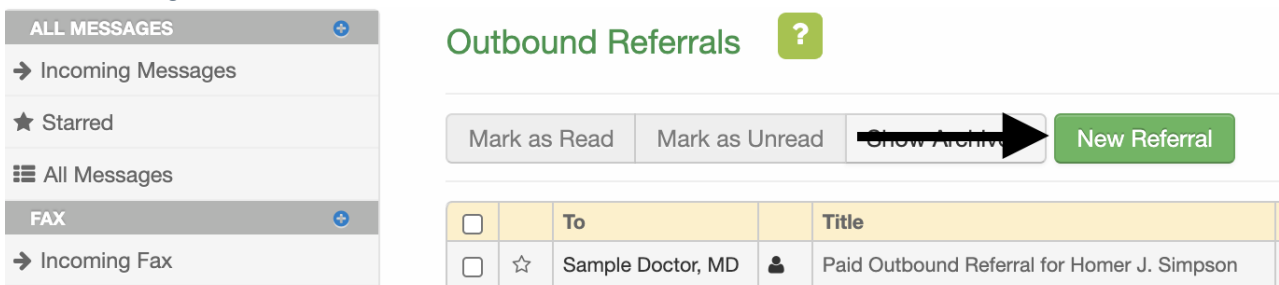 ALL MESSAGES
Incoming Messages
Starred
All Messages
FAX
Incoming Fax
Outbound Referrals ?
Mark as Read Mark as Unread Show New Referral
To Title
Sample Doctor, MD Paid Outbound Referral for Homer J. Simpson